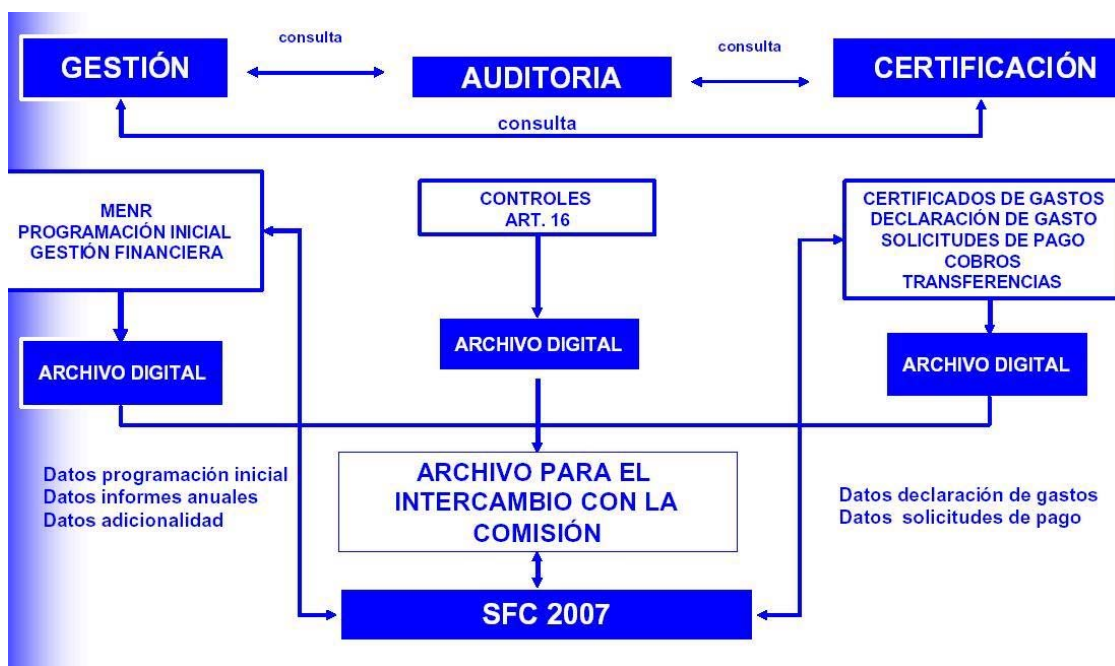 consulta
consulta
GESTIÓN
AUDITORIA
CERTIFICACIÓN
consulta
MENR
PROGRAMACIÓN INICIAL
GESTIÓN FINANCIERA
CONTROLES
ART. 16
CERTIFICADOS DE GASTOS
DECLARACIÓN DE GASTO
SOLICITUDES DE PAGO
COBROS
TRANSFERENCIAS
ARCHIVO DIGITAL
ARCHIVO DIGITAL
ARCHIVO DIGITAL
Datos programación inicial
Datos informes anuales
Datos adicionalidad
ARCHIVO PARA EL
INTERCAMBIO CON LA
COMISIÓN
Datos declaración de gastos
Datos solicitudes de pago
SFC 2007